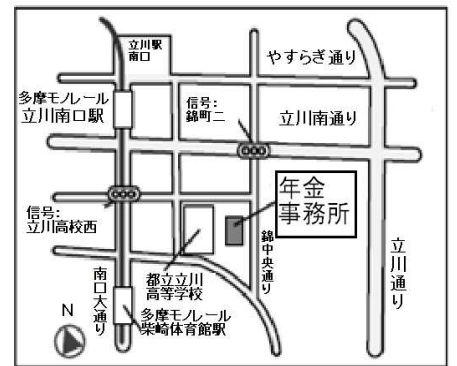 立川駅
南口
やすらぎ通り
多摩モノレール
立川南口駅
信号:
錦町二
立川南通り
年金
事務所
信号:
立川高校西
錦中央通り
立川通り
都立立川
高等学校
南口大通り
多摩モノレール
柴崎体育館駅
N